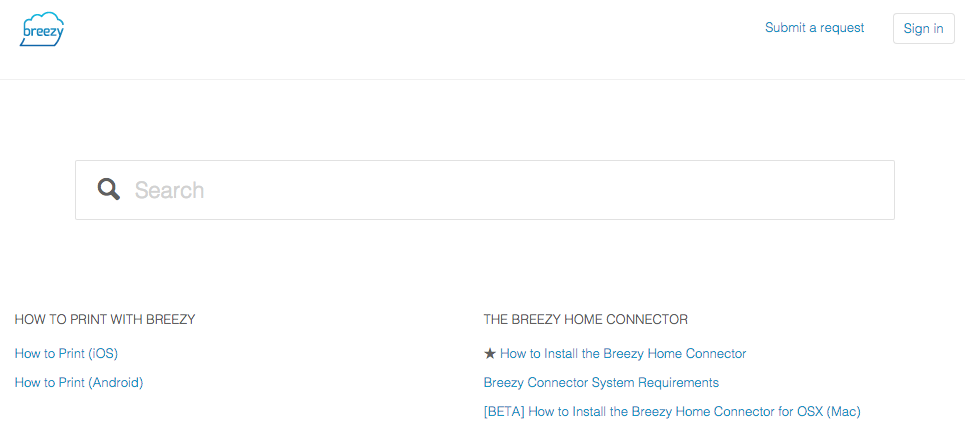 breezy
Submit a request
Sign in
Search
HOW TO PRINT WITH BREEZY
How to Print (iOS)
How to Print (Android)
THE BREEZY HOME CONNECTOR
★ How to Install the Breezy Home Connector
Breezy Connector System Requirements
[BETA] How to Install the Breezy Home Connector for OSX (Mac)